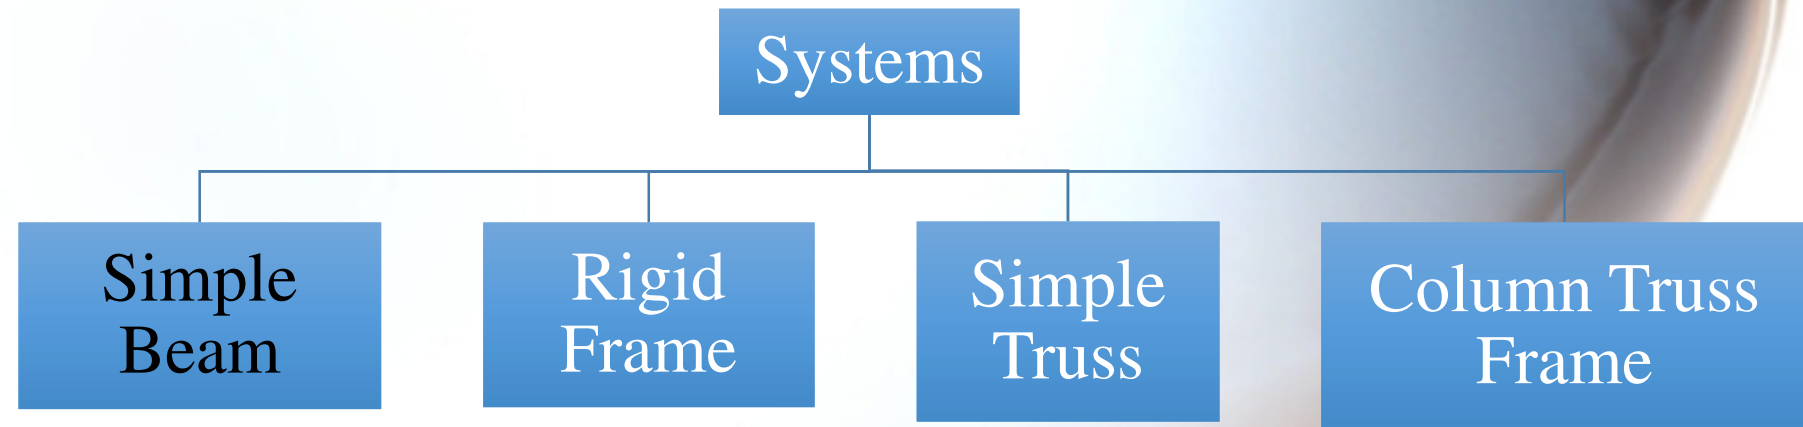 Systems
Simple
Beam
Rigid
Frame
Simple
Truss
Column Truss
Frame